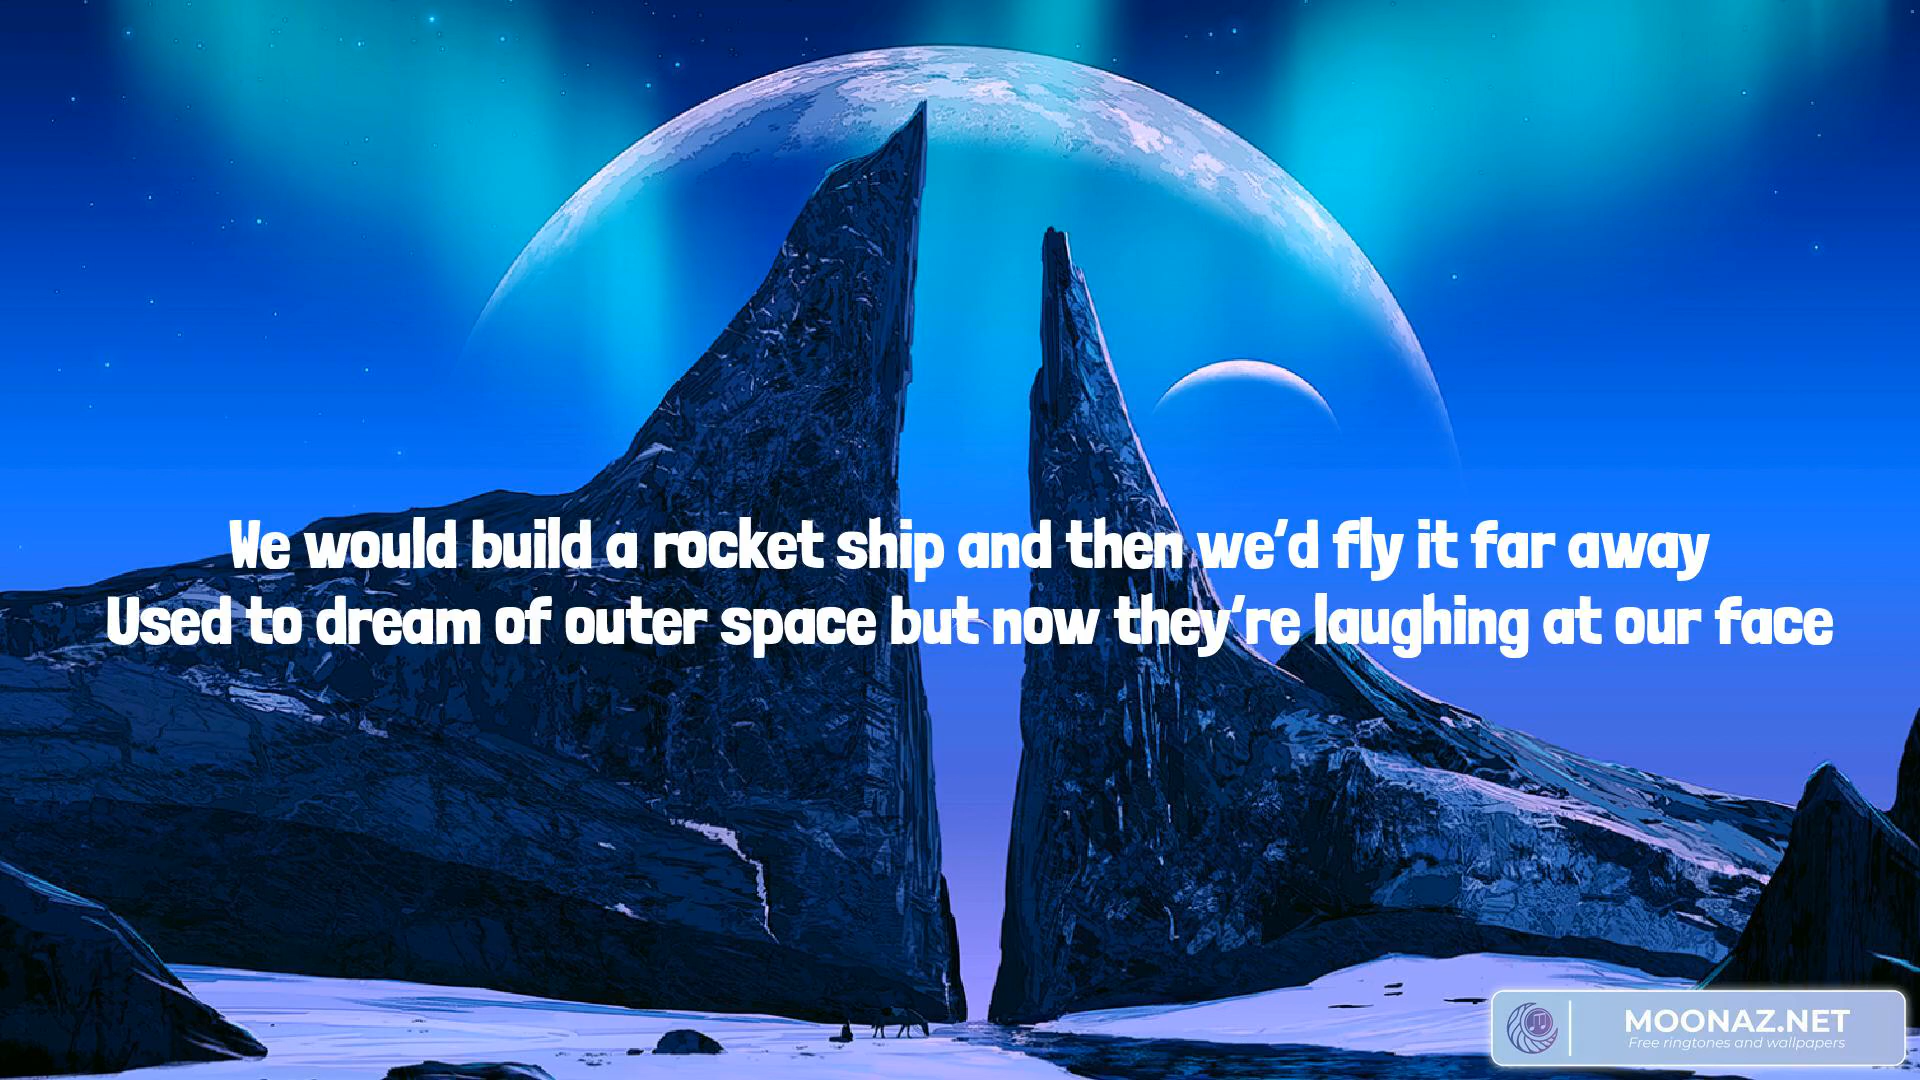 We would build a rocket ship and then we'd fly it far away
Used to dream of outer space but now they're laughing at our face
MOONAZ.NET
Free ringtones and wallpapers